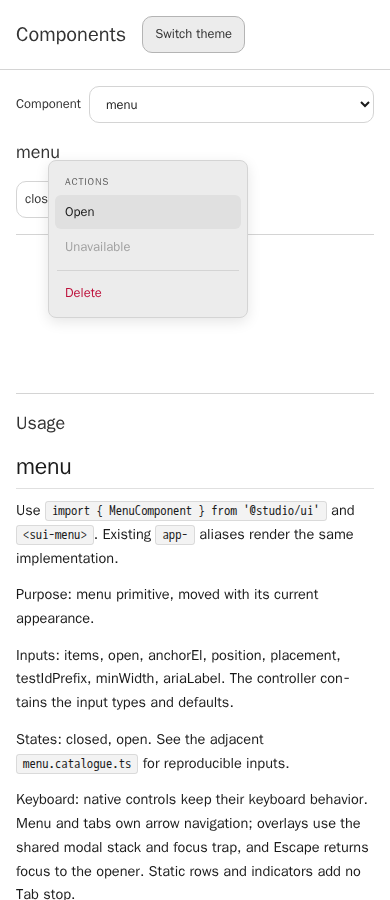 Components
Switch theme
Component
menu
menu
clos
ACTIONS
Open
Unavailable
Delete
Usage
menu
Use import { MenuComponent } from '@studio/ui' and
<sui-menu>. Existing app- aliases render the same
implementation.
Purpose: menu primitive, moved with its current
appearance.
Inputs: items, open, anchorEl, position, placement,
testIdPrefix, minWidth, ariaLabel. The controller con-
tains the input types and defaults.
States: closed, open. See the adjacent
menu.catalogue.ts for reproducible inputs.
Keyboard: native controls keep their keyboard behavior.
Menu and tabs own arrow navigation; overlays use the
shared modal stack and focus trap, and Escape returns
focus to the opener. Static rows and indicators add no
Tab stop.